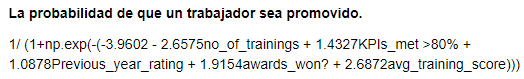 La probabilidad de que un trabajador sea promovido.
1/ (1+np.exp(-(-3.9602 - 2.6575no_of_trainings + 1.4327KPIs_met >80% +
1.0878Previous_year_rating + 1.9154awards_won? + 2.6872avg_training_score)))